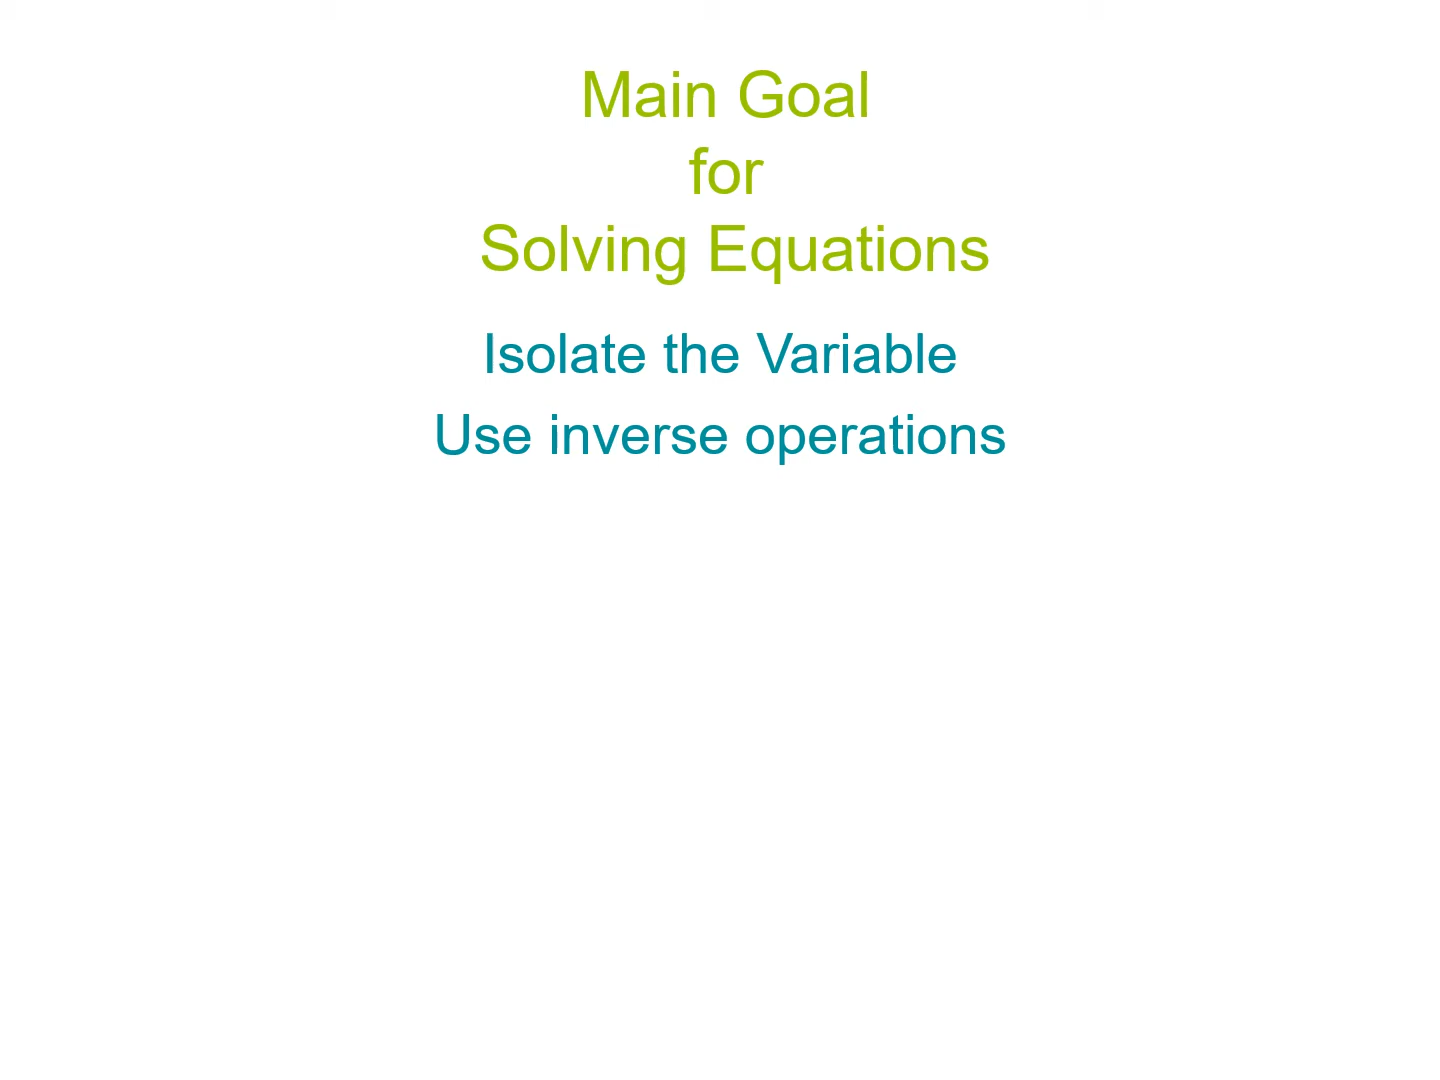 Main Goal
for
Solving Equations
Isolate the Variable
Use inverse operations